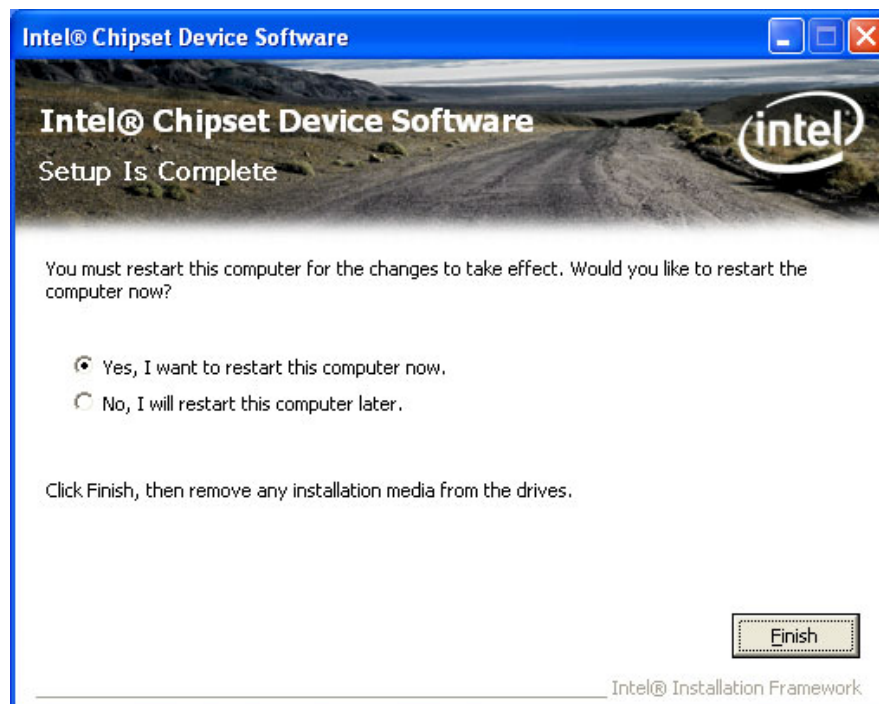 Intel® Chipset Device Software
Intel® Chipset Device Software
intel
Setup Is Complete
You must restart this computer for the changes to take effect. Would you like to restart the
computer now?
Yes, I want to restart this computer now.
No, I will restart this computer later.
Click Finish, then remove any installation media from the drives.
Finish
Intel® Installation Framework